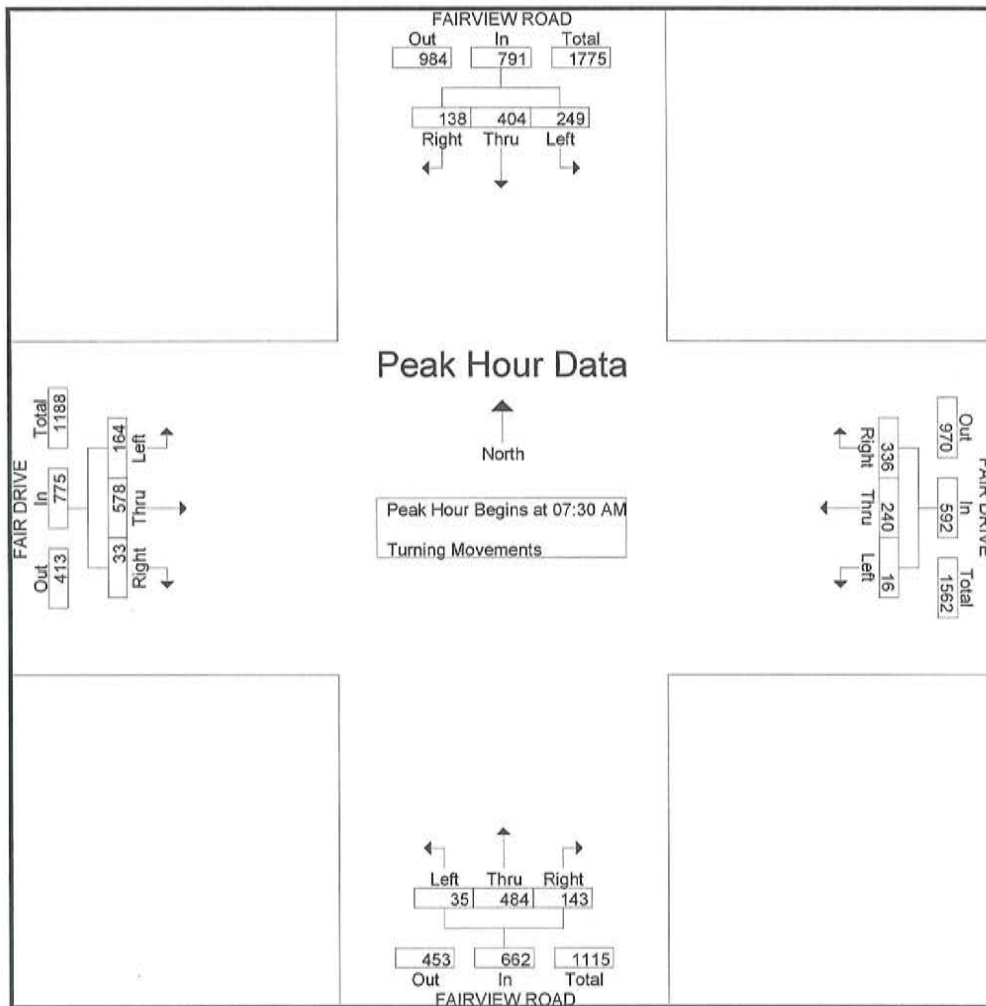 FAIRVIEW ROAD
Out In Total
984 791 1775
138 404 249
Right Thru Left
Peak Hour Data
North
Peak Hour Begins at 07:30 AM
Turning Movements
FAIR DRIVE
Total In Out
1188 775 413
164 578 33
Left Thru Right
Right Thru Left
336 240 16
970 592 1562
Out In Total
FAIR DRIVE
Left Thru Right
35 484 143
453 662 1115
Out In Total
FAIRVIEW ROAD